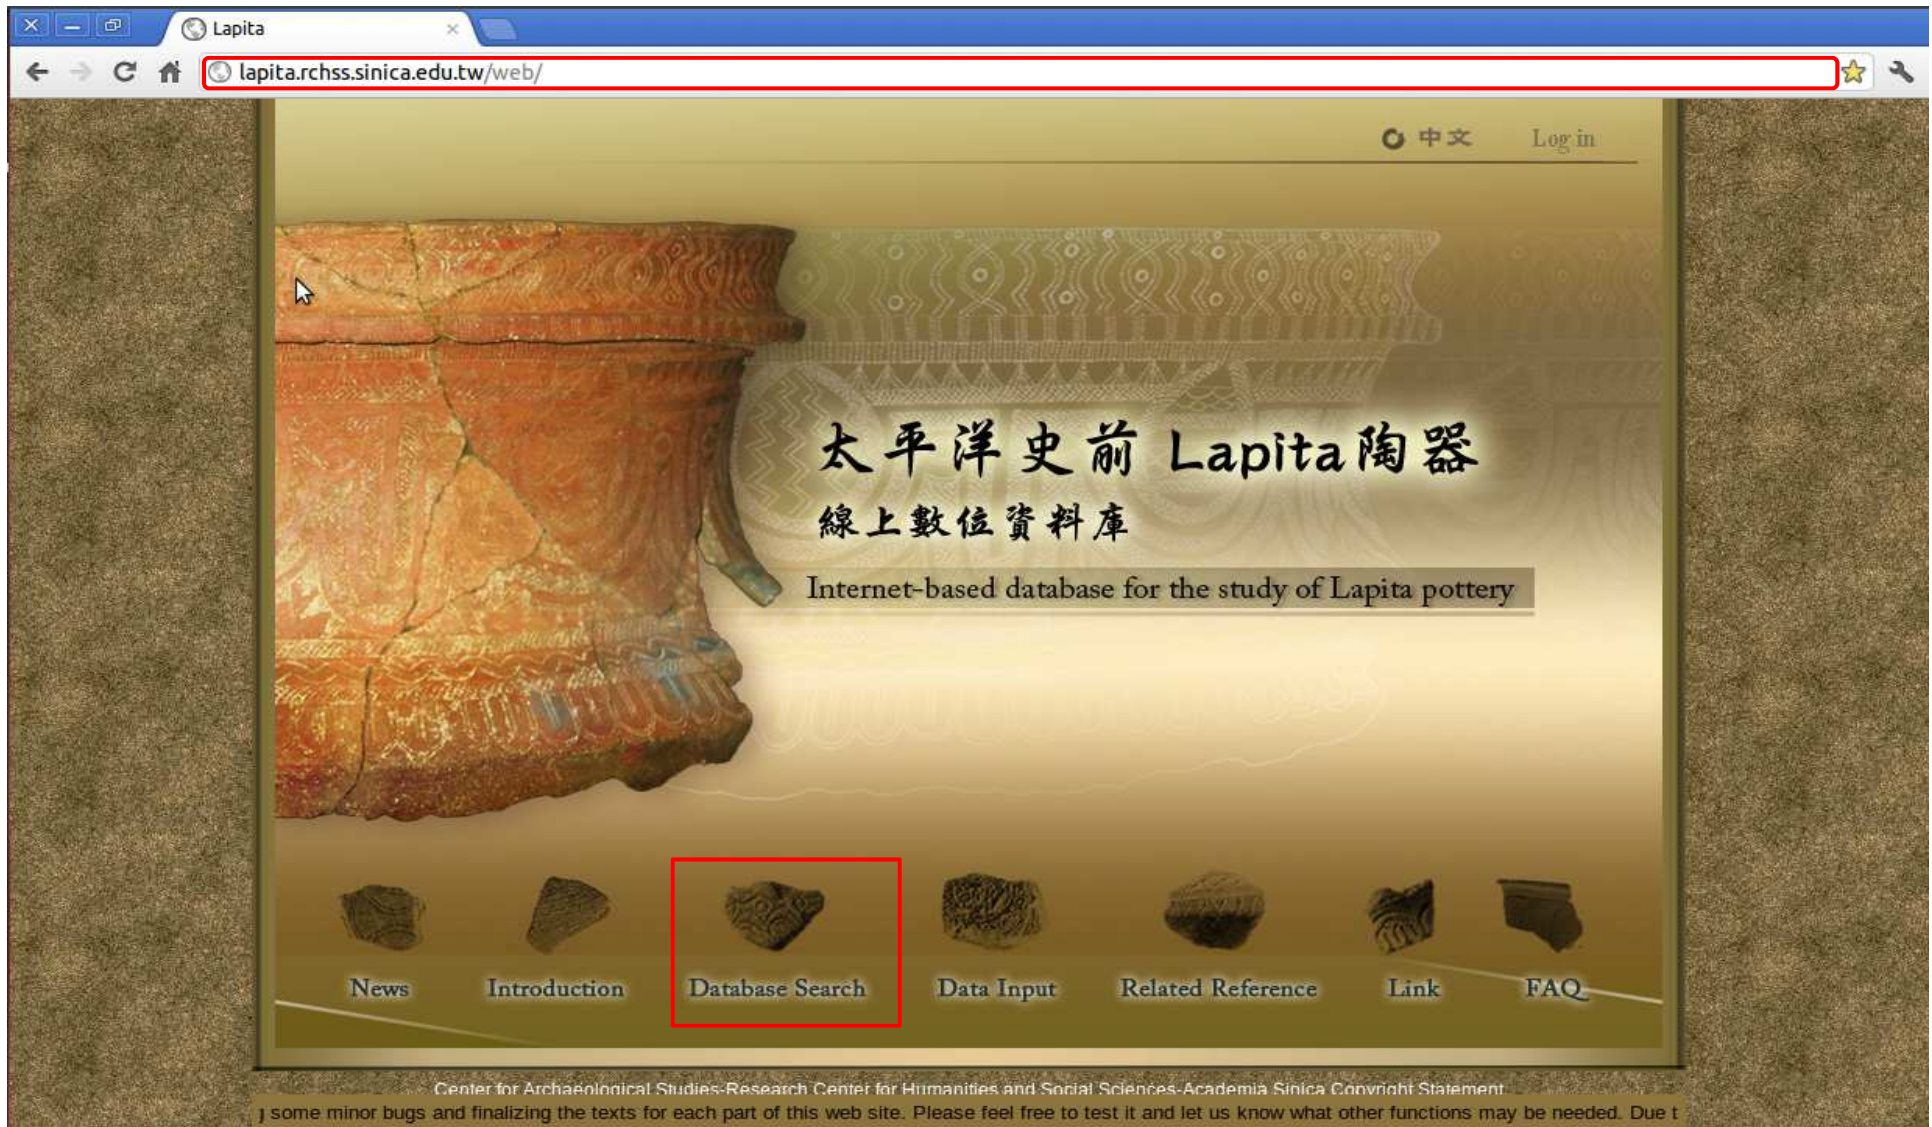 Lapita
lapita.rchss.sinica.edu.tw/web/
中文 Log in
太平洋史前 Lapita陶器
線上數位資料庫
Internet-based database for the study of Lapita pottery
News Introduction Database Search Data Input Related Reference Link FAQ
Center for Archaeological Studies-Research Center for Humanities and Social Sciences-Academia Sinica Copyright Statement
some minor bugs and finalizing the texts for each part of this web site. Please feel free to test it and let us know what other functions may be needed. Due t